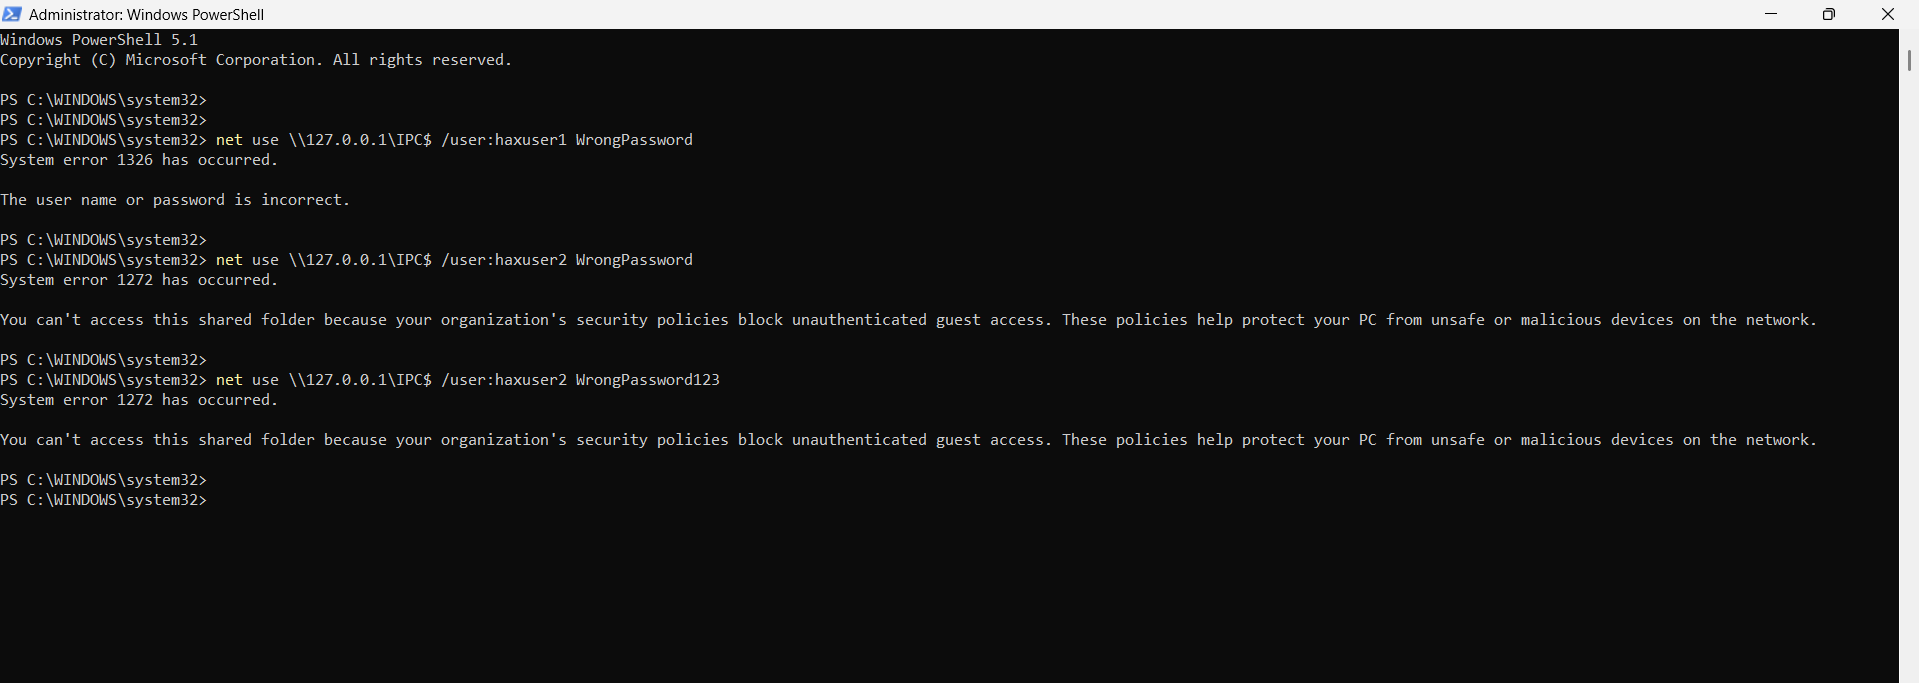 Administrator: Windows PowerShell
Windows PowerShell 5.1
Copyright (C) Microsoft Corporation. All rights reserved.
PS C:\WINDOWS\system32>
PS C:\WINDOWS\system32>
PS C:\WINDOWS\system32> net use \\127.0.0.1\IPC$ /user:haxuser1 WrongPassword
System error 1326 has occurred.
The user name or password is incorrect.
PS C:\WINDOWS\system32>
PS C:\WINDOWS\system32> net use \\127.0.0.1\IPC$ /user:haxuser2 WrongPassword
System error 1272 has occurred.
You can't access this shared folder because your organization's security policies block unauthenticated guest access. These policies help protect your PC from unsafe or malicious devices on the network.
PS C:\WINDOWS\system32>
PS C:\WINDOWS\system32> net use \\127.0.0.1\IPC$ /user:haxuser2 WrongPassword123
System error 1272 has occurred.
You can't access this shared folder because your organization's security policies block unauthenticated guest access. These policies help protect your PC from unsafe or malicious devices on the network.
PS C:\WINDOWS\system32>
PS C:\WINDOWS\system32>